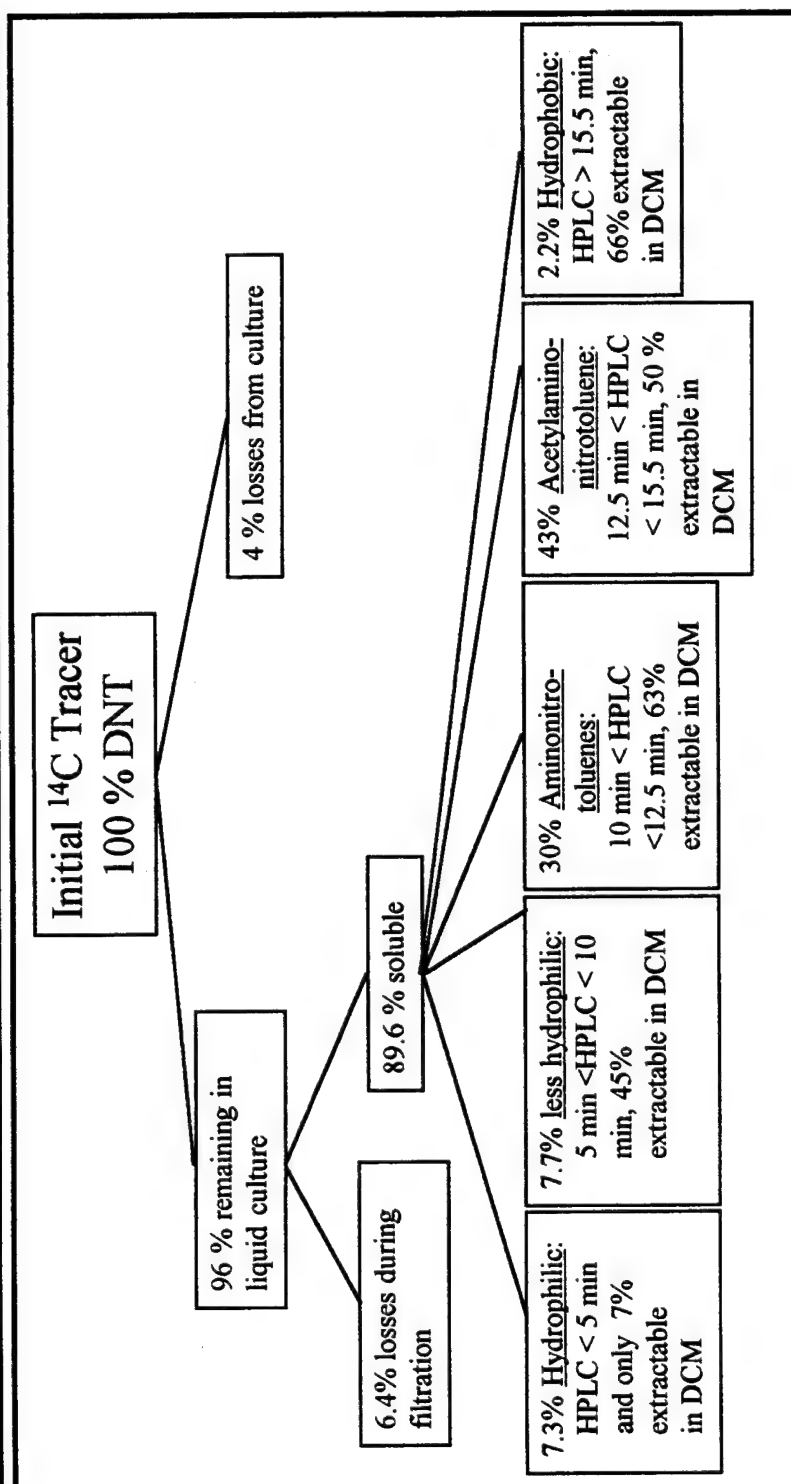 Initial ¹⁴C Tracer
100 % DNT
96 % remaining in
liquid culture
4 % losses from culture
6.4% losses during
filtration
89.6 % soluble
7.3% Hydrophilic:
HPLC < 5 min
and only 7%
extractable
in DCM
7.7% less hydrophilic:
5 min <HPLC < 10
min, 45%
extractable in DCM
30% Aminonitro-
toluenes:
10 min < HPLC
<12.5 min, 63%
extractable in DCM
43% Acetylamino-
nitrotoluene:
12.5 min < HPLC
< 15.5 min, 50 %
extractable in
DCM
2.2% Hydrophobic:
HPLC > 15.5 min,
66% extractable
in DCM